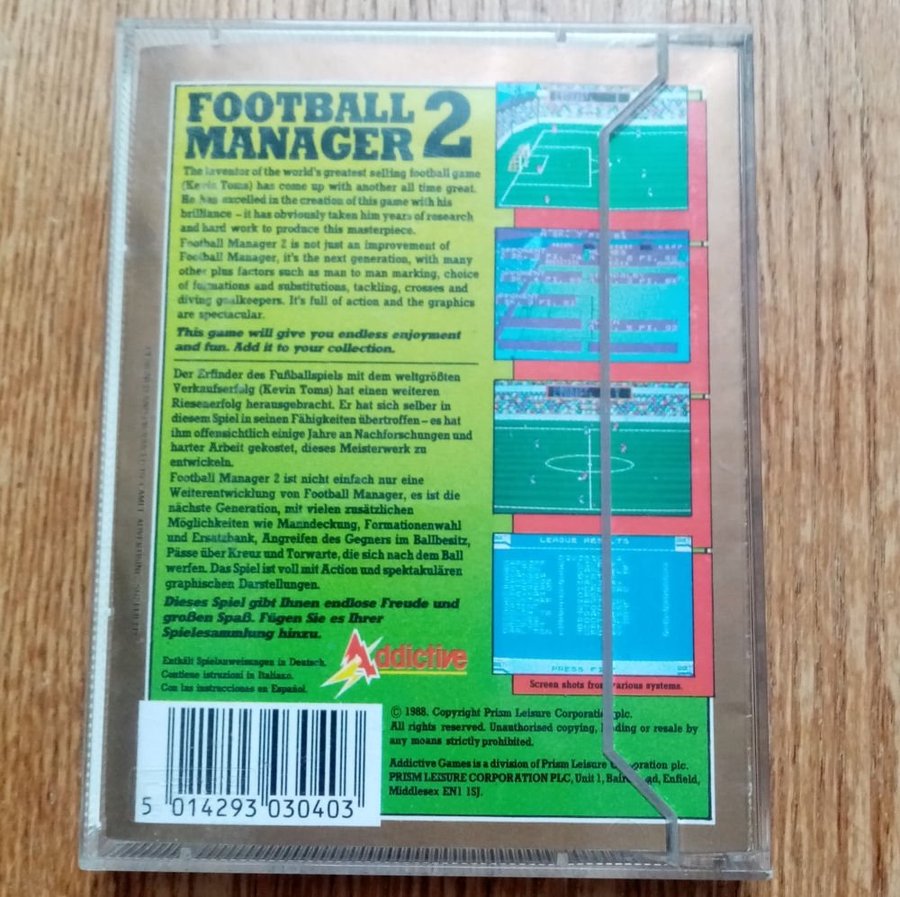 FOOTBALL
MANAGER 2
The inventor of the world's greatest selling football game
(Kevin Toms) has come up with another all time great.
He has excelled in the creation of this game with his
brilliance – it has obviously taken him years of research
and hard work to produce this masterpiece.
Football Manager 2 is not just an improvement of
Football Manager, it's the next generation, with many
other plus factors such as man to man marking, choice
of formations and substitutions, tackling, crosses and
diving goalkeepers. It's full of action and the graphics
are spectacular.
This game will give you endless enjoyment
and fun. Add it to your collection.
Der Erfinder des Fußballspiels mit dem weltgrößten
Verkaufserfolg (Kevin Toms) hat einen weiteren
Riesenerfolg herausgebracht. Er hat sich selber in
diesem Spiel in seinen Fähigkeiten übertroffen – es hat
ihm offensichtlich einige Jahre an Nachforschungen und
harter Arbeit gekostet, dieses Meisterwerk zu
entwickeln.
Football Manager 2 ist nicht einfach nur eine
Weiterentwicklung von Football Manager, es ist die
nächste Generation, mit vielen zusätzlichen
Möglichkeiten wie Manndeckung, Formationenwahl
und Ersatzbank, Angreifen des Gegners im Ballbesitz,
Pässe über Kreuz und Torwarte, die sich nach dem Ball
werfen. Das Spiel ist voll mit Action und spektakulären
graphischen Darstellungen.
Dieses Spiel gibt Ihnen endlose Freude und
großen Spaß. Fügen Sie es Ihrer
Spielesammlung hinzu.
Enthält Spielanweisungen in Deutsch.
Contiene istruzioni in Italiano.
Con las instrucciones en Español.
Addictive
LEAGUE RESULTS
PRESS
Screen shots from various systems.
© 1988. Copyright Prism Leisure Corporation plc.
All rights reserved. Unauthorised copying, lending or resale by
any means strictly prohibited.
Addictive Games is a division of Prism Leisure Corporation plc.
PRISM LEISURE CORPORATION PLC, Unit 1, Enfield,
Middlesex EN1 1SJ.
5 014293 030403